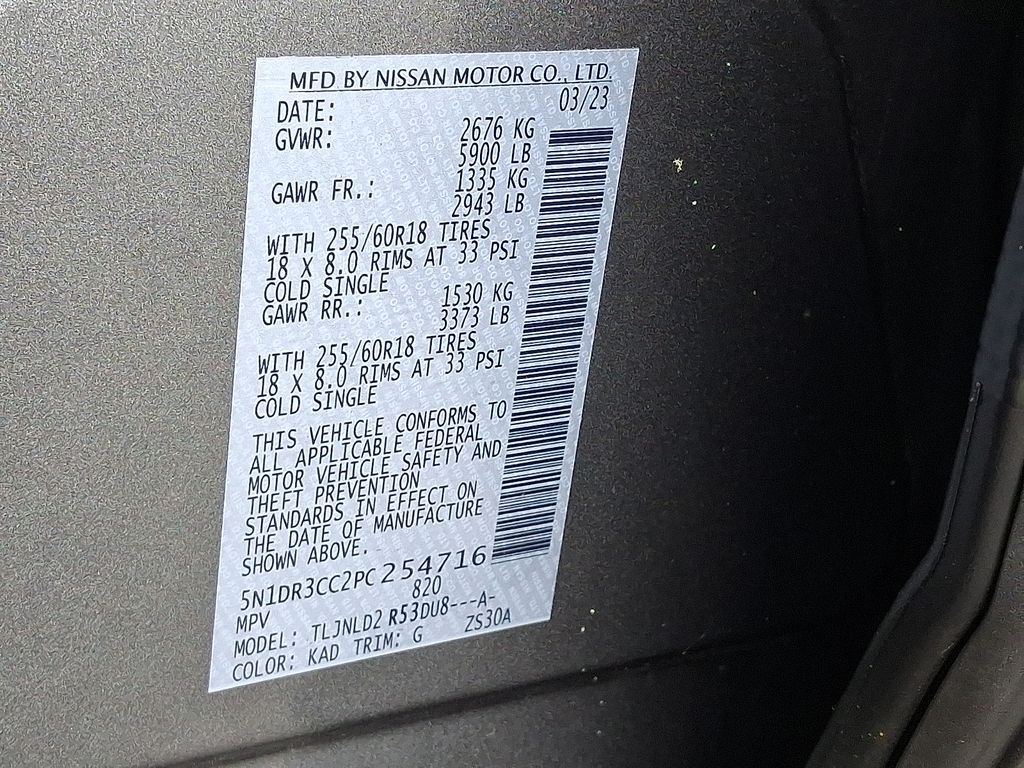 MFD BY NISSAN MOTOR CO., LTD.
DATE: 03/23
GVWR: 2676 KG
5900 LB
GAWR FR.: 1335 KG
2943 LB
WITH 255/60R18 TIRES
18 X 8.0 RIMS AT 33 PSI
COLD SINGLE
GAWR RR.: 1530 KG
3373 LB
WITH 255/60R18 TIRES
18 X 8.0 RIMS AT 33 PSI
COLD SINGLE
THIS VEHICLE CONFORMS TO
ALL APPLICABLE FEDERAL
MOTOR VEHICLE SAFETY AND
THEFT PREVENTION
STANDARDS IN EFFECT ON
THE DATE OF MANUFACTURE
SHOWN ABOVE.
5N1DR3CC2PC254716
MPV 820
MODEL: TLJNLD2 R53DU8---A-
COLOR: KAD TRIM: G ZS30A